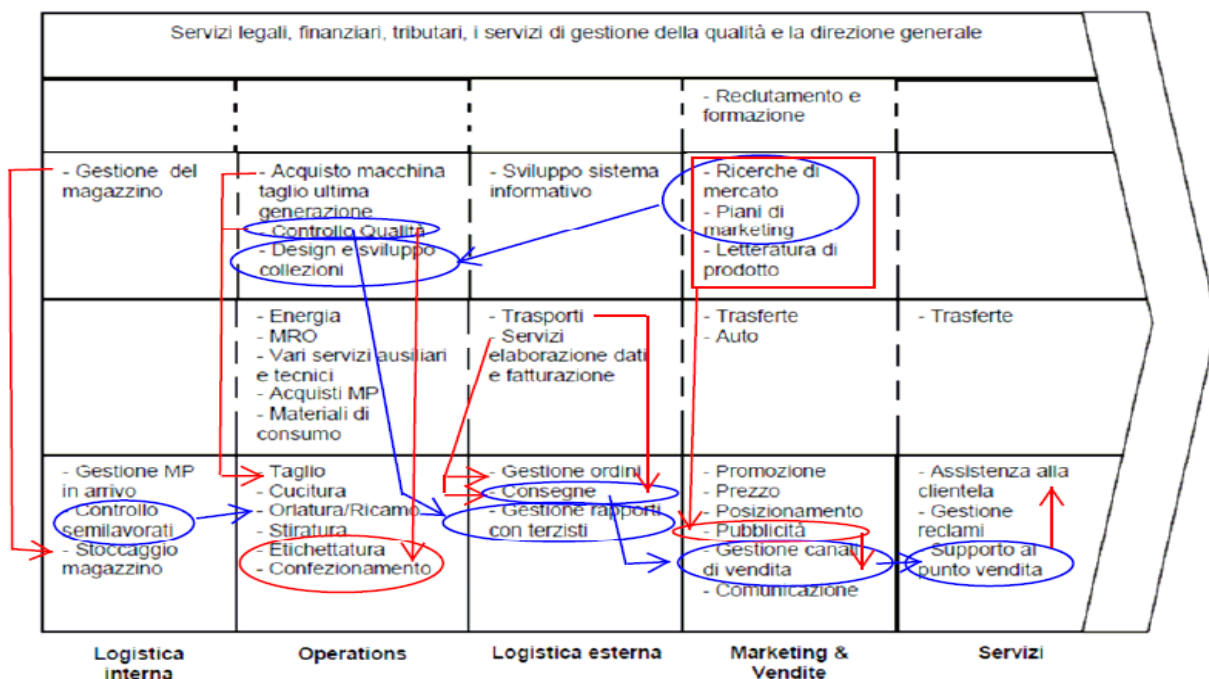 Servizi legali, finanziari, tributari, i servizi di gestione della qualità e la direzione generale
- Reclutamento e
formazione
- Gestione del
magazzino
- Acquisto macchina
taglio ultima
generazione
- Controllo Qualità
- Design e sviluppo
collezioni
- Sviluppo sistema
informativo
- Ricerche di
mercato
- Piani di
marketing
- Letteratura di
prodotto
- Energia
- MRO
- Vari servizi ausiliari
e tecnici
- Acquisti MP
- Materiali di
consumo
- Trasporti
- Servizi
elaborazione dati
e fatturazione
- Trasferte
- Auto
- Trasferte
- Gestione MP
in arrivo
- Controllo
semilavorati
- Stoccaggio
magazzino
- Taglio
- Cucitura
- Orlatura/Ricamo
- Stiratura
- Etichettatura
- Confezionamento
- Gestione ordini
- Consegne
- Gestione rapporti
con terzisti
- Promozione
- Prezzo
- Posizionamento
- Pubblicità
- Gestione canali
di vendita
- Comunicazione
- Assistenza alla
clientela
- Gestione
reclami
- Supporto al
punto vendita
Logistica
interna
Operations
Logistica esterna
Marketing &
Vendite
Servizi